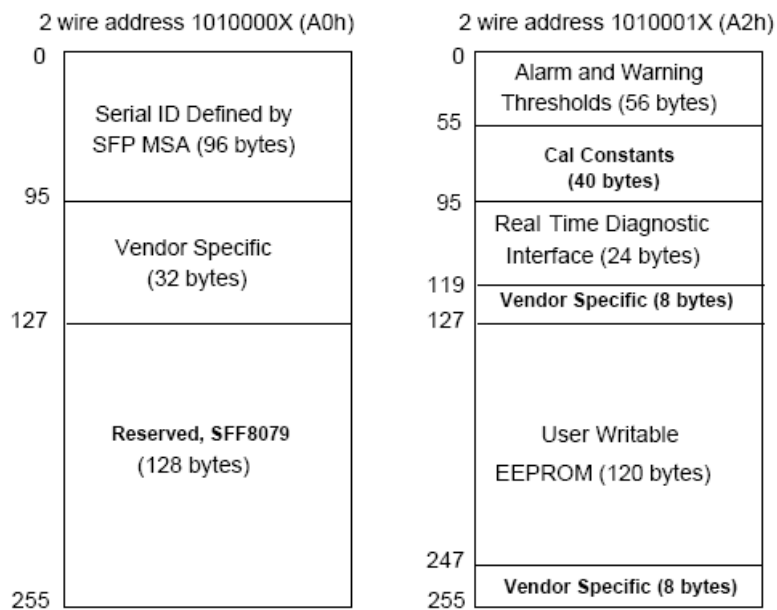 2 wire address 1010000X (A0h)
0
Serial ID Defined by
SFP MSA (96 bytes)
95
Vendor Specific
(32 bytes)
127
Reserved, SFF8079
(128 bytes)
255
2 wire address 1010001X (A2h)
0
Alarm and Warning
Thresholds (56 bytes)
55
Cal Constants
(40 bytes)
95
Real Time Diagnostic
Interface (24 bytes)
119
Vendor Specific (8 bytes)
127
User Writable
EEPROM (120 bytes)
247
Vendor Specific (8 bytes)
255